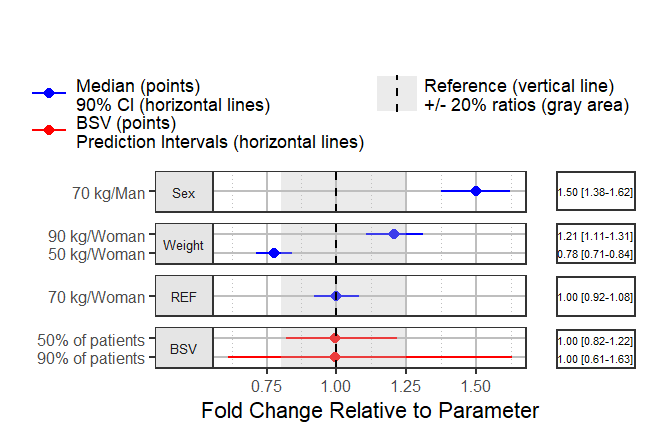 Median (points)
90% CI (horizontal lines)
BSV (points)
Prediction Intervals (horizontal lines)
Reference (vertical line)
+/- 20% ratios (gray area)
70 kg/Man Sex 1.50 [1.38-1.62]
90 kg/Woman 1.21 [1.11-1.31]
Weight
50 kg/Woman 0.78 [0.71-0.84]
70 kg/Woman REF 1.00 [0.92-1.08]
50% of patients 1.00 [0.82-1.22]
BSV
90% of patients 1.00 [0.61-1.63]
0.75 1.00 1.25 1.50
Fold Change Relative to Parameter